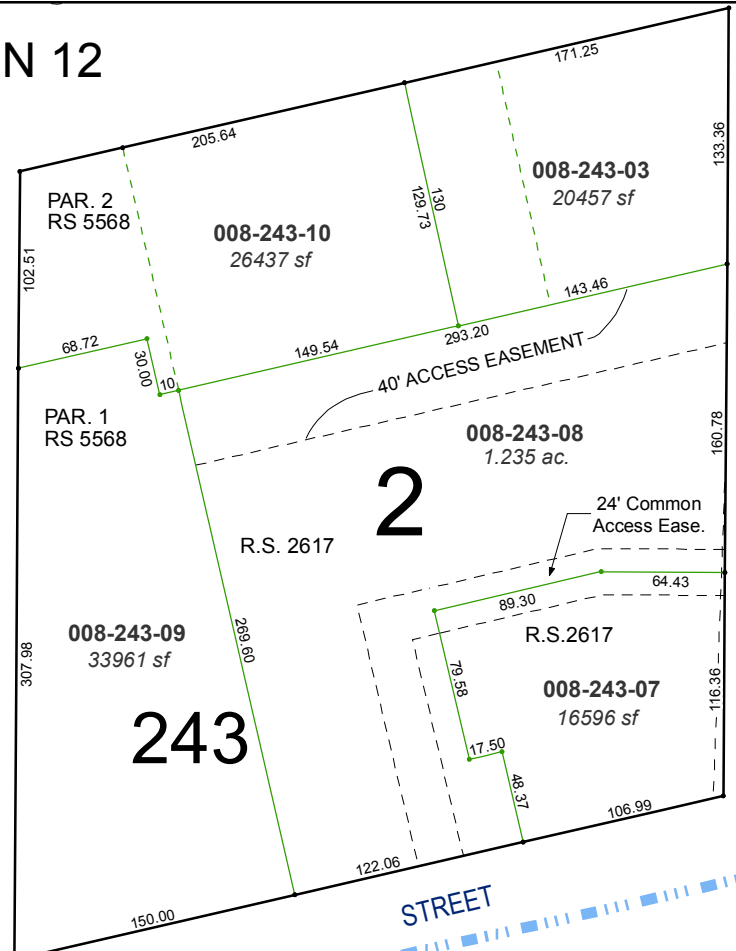 N 12
171.25
205.64
133.36
PAR. 2
RS 5568
008-243-03
20457 sf
130
129.73
008-243-10
26437 sf
102.51
143.46
68.72
293.20
149.54
30.00
10
40' ACCESS EASEMENT
PAR. 1
RS 5568
008-243-08
1.235 ac.
160.78
2
24' Common
Access Ease.
R.S. 2617
64.43
89.30
008-243-09
33961 sf
269.60
R.S.2617
307.98
79.58
008-243-07
16596 sf
116.36
243
17.50
48.37
106.99
122.06
150.00
STREET